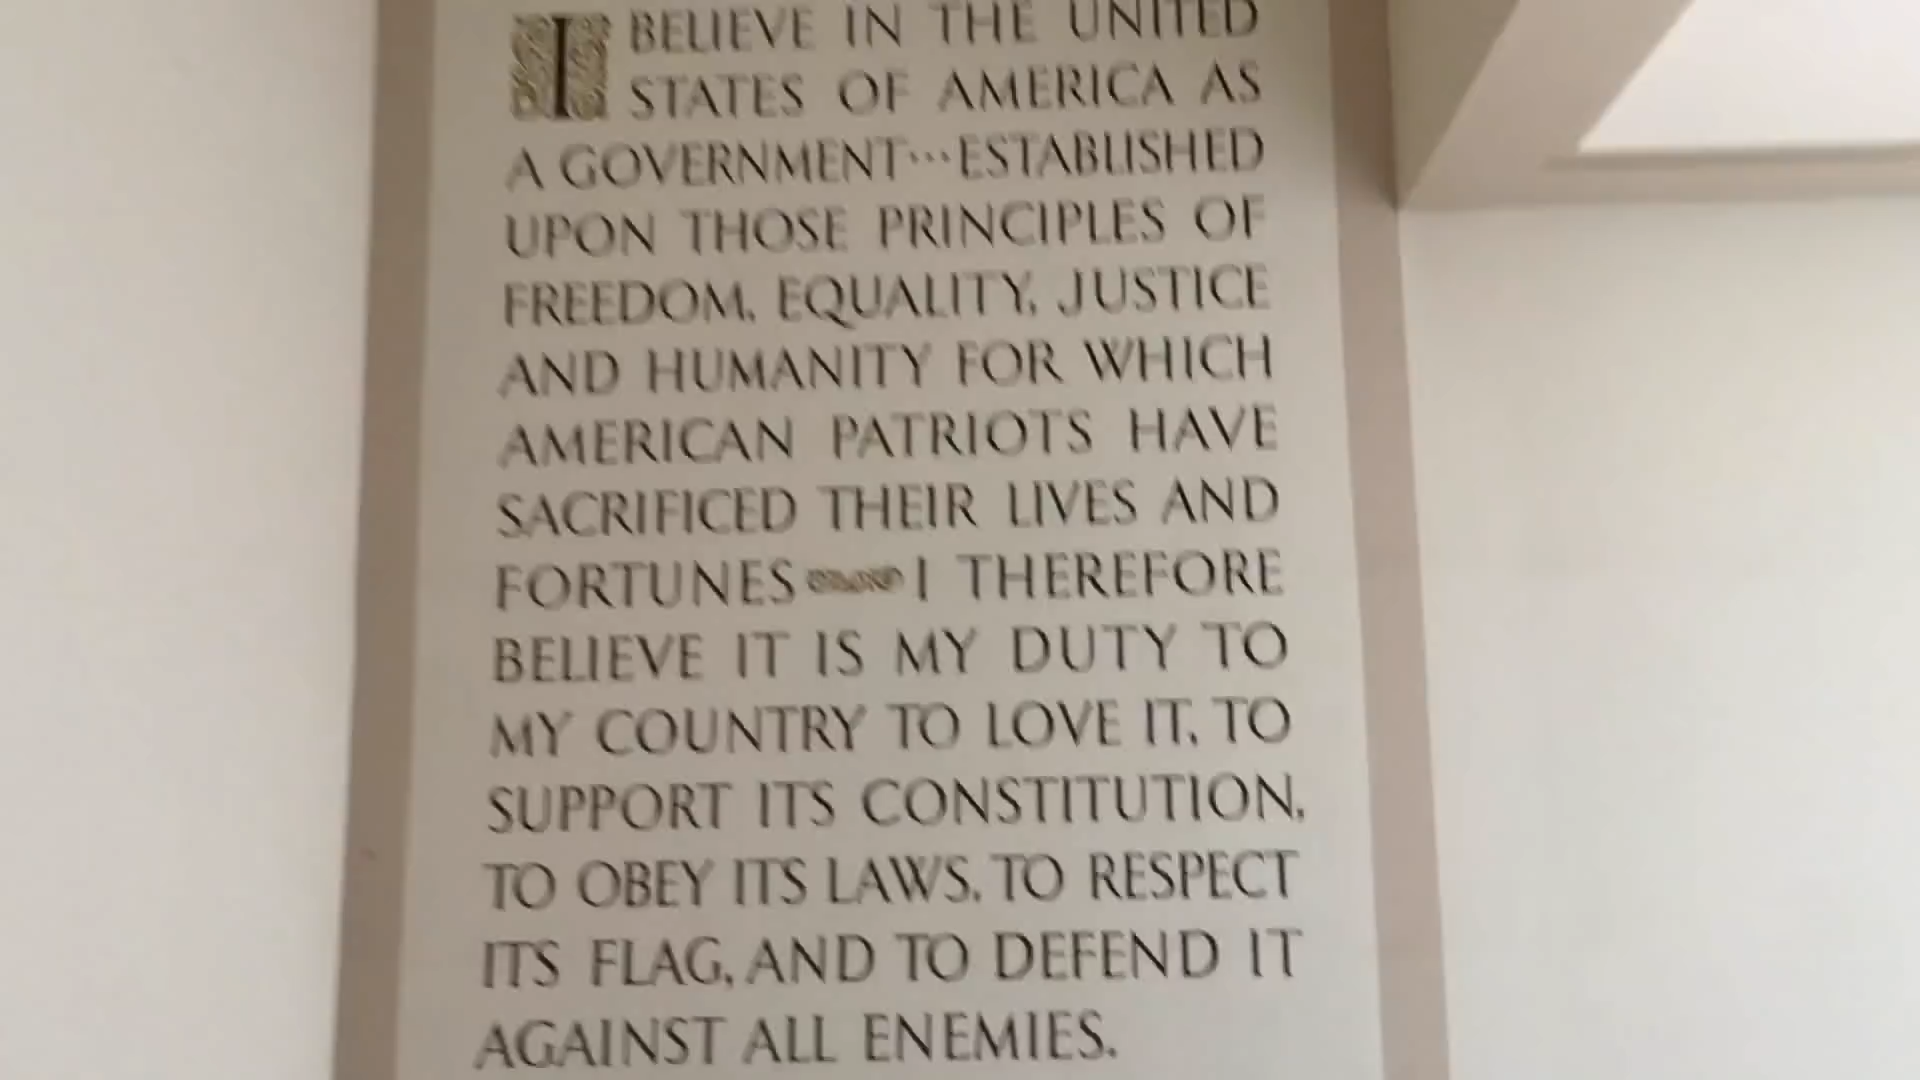 I BELIEVE IN THE UNITED
STATES OF AMERICA AS
A GOVERNMENT···ESTABLISHED
UPON THOSE PRINCIPLES OF
FREEDOM, EQUALITY, JUSTICE
AND HUMANITY FOR WHICH
AMERICAN PATRIOTS HAVE
SACRIFICED THEIR LIVES AND
FORTUNES I THEREFORE
BELIEVE IT IS MY DUTY TO
MY COUNTRY TO LOVE IT, TO
SUPPORT ITS CONSTITUTION,
TO OBEY ITS LAWS, TO RESPECT
ITS FLAG, AND TO DEFEND IT
AGAINST ALL ENEMIES.